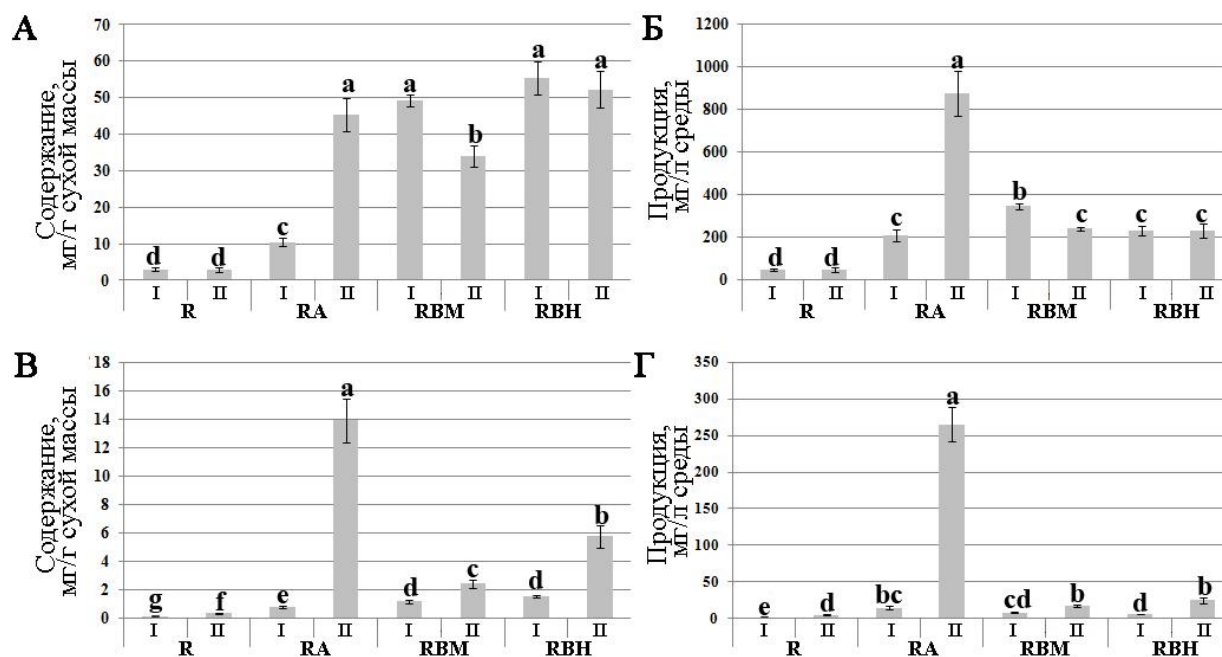 А
Содержание,
мг/г сухой массы
70
60
50
40
30
20
10
0
d d c a a b a a
I II I II I II I II
R RA RBM RBH
Б
Продукция,
мг/л среды
1200
1000
800
600
400
200
0
d d c a b c c c
I II I II I II I II
R RA RBM RBH
В
Содержание,
мг/г сухой массы
18
16
14
12
10
8
6
4
2
0
g f e a d c d b
I II I II I II I II
R RA RBM RBH
Г
Продукция,
мг/л среды
350
300
250
200
150
100
50
0
e d bc a cd b d b
I II I II I II I II
R RA RBM RBH